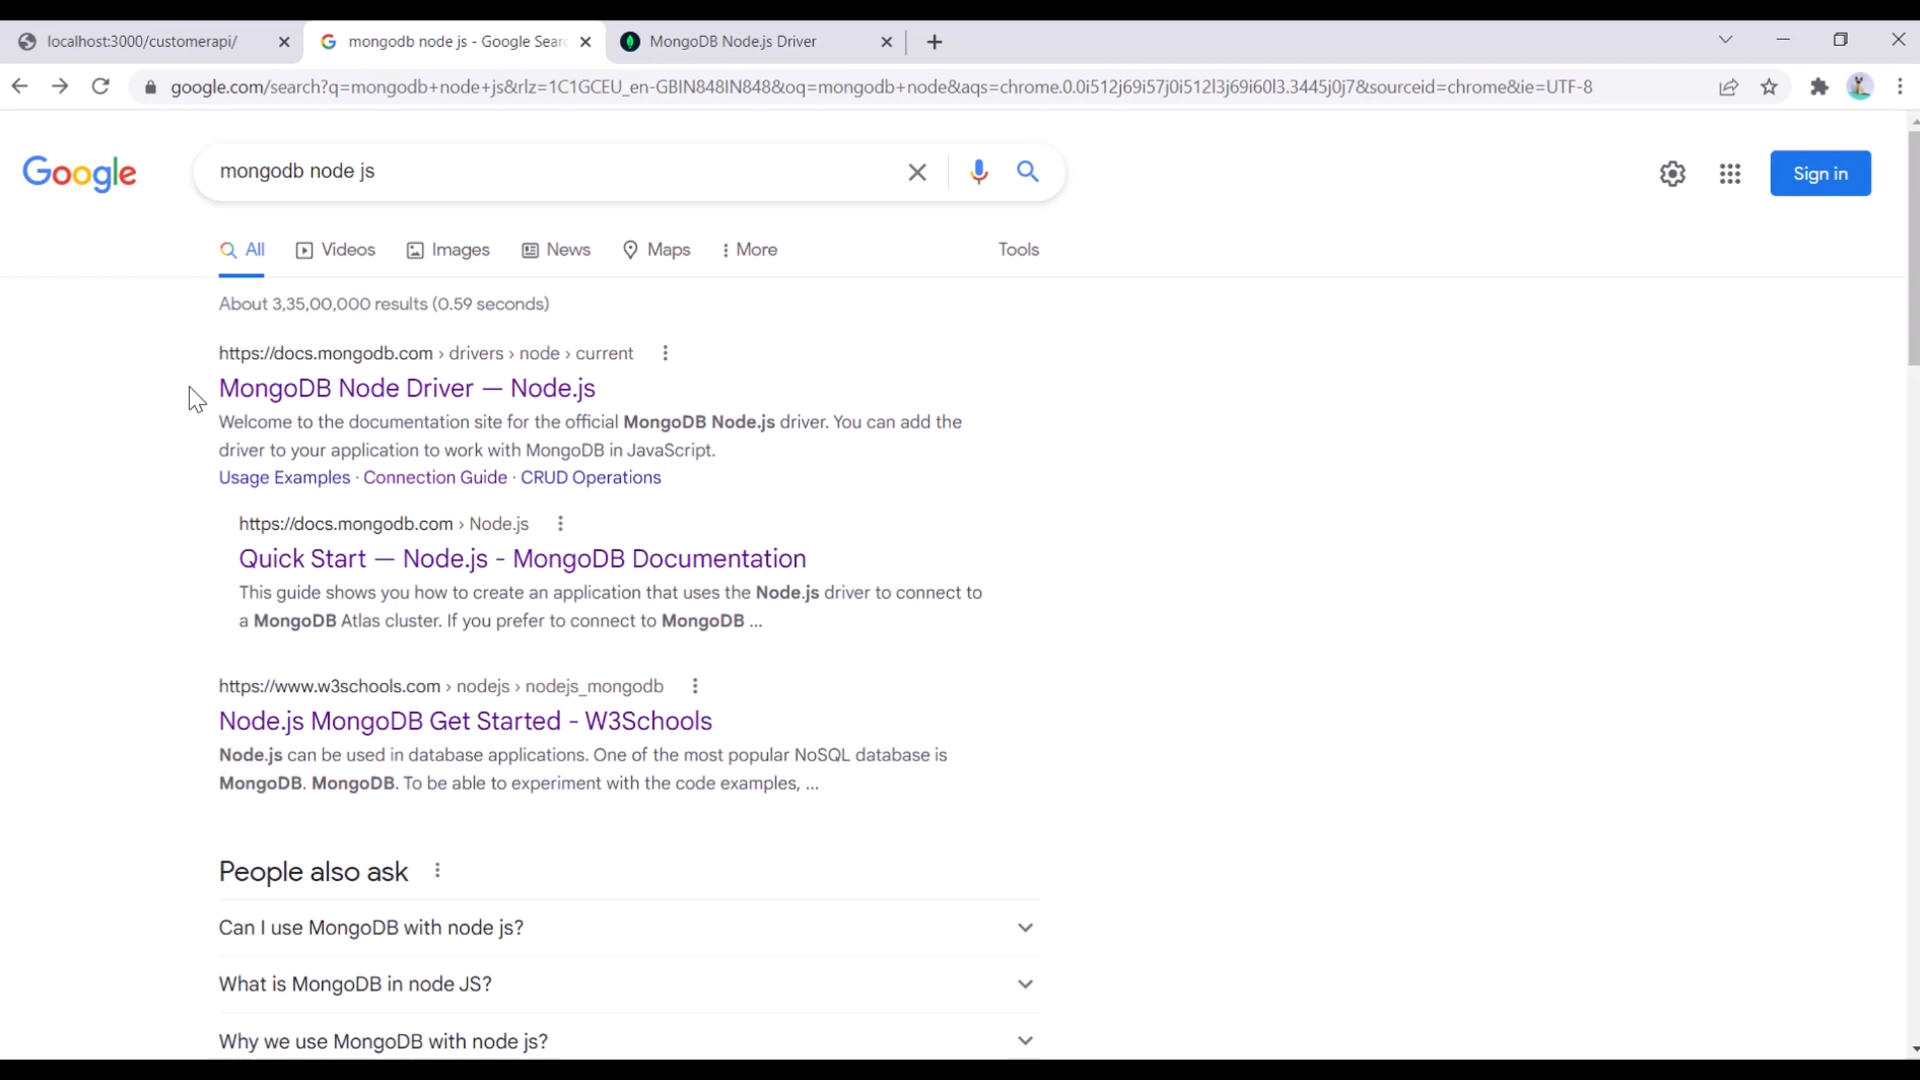 localhost:3000/customerapi/
mongodb node js - Google Sear
MongoDB Node.js Driver
google.com/search?q=mongodb+node+js&rlz=1C1GCEU_en-GBIN848IN848&oq=mongodb+node&aqs=chrome.0.0i512j69i57j0i512l3j69i60l3.3445j0j7&sourceid=chrome&ie=UTF-8
Google
mongodb node js
Sign in
All
Videos
Images
News
Maps
More
Tools
About 3,35,00,000 results (0.59 seconds)
https://docs.mongodb.com › drivers › node › current
MongoDB Node Driver — Node.js
Welcome to the documentation site for the official MongoDB Node.js driver. You can add the
driver to your application to work with MongoDB in JavaScript.
Usage Examples · Connection Guide · CRUD Operations
https://docs.mongodb.com › Node.js
Quick Start — Node.js - MongoDB Documentation
This guide shows you how to create an application that uses the Node.js driver to connect to
a MongoDB Atlas cluster. If you prefer to connect to MongoDB ...
https://www.w3schools.com › nodejs › nodejs_mongodb
Node.js MongoDB Get Started - W3Schools
Node.js can be used in database applications. One of the most popular NoSQL database is
MongoDB. MongoDB. To be able to experiment with the code examples, ...
People also ask
Can I use MongoDB with node js?
What is MongoDB in node JS?
Why we use MongoDB with node js?